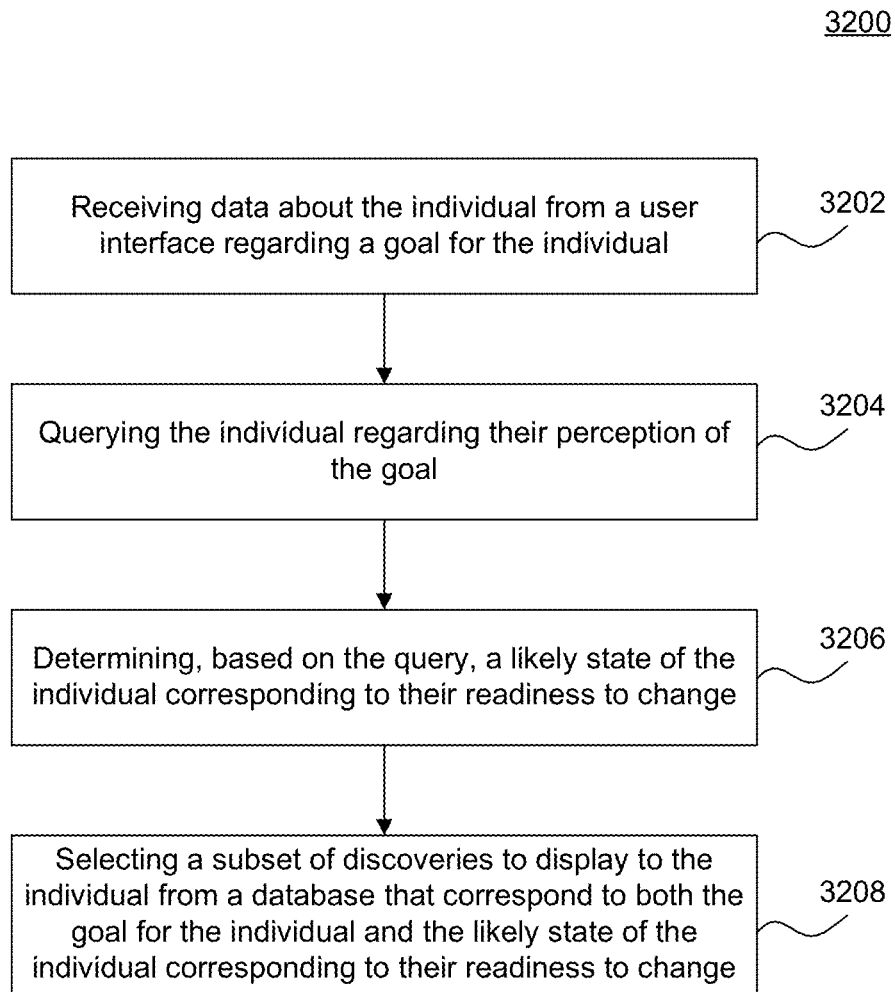 3200
Receiving data about the individual from a user
interface regarding a goal for the individual
3202
Querying the individual regarding their perception of
the goal
3204
Determining, based on the query, a likely state of the
individual corresponding to their readiness to change
3206
Selecting a subset of discoveries to display to the
individual from a database that correspond to both the
goal for the individual and the likely state of the
individual corresponding to their readiness to change
3208